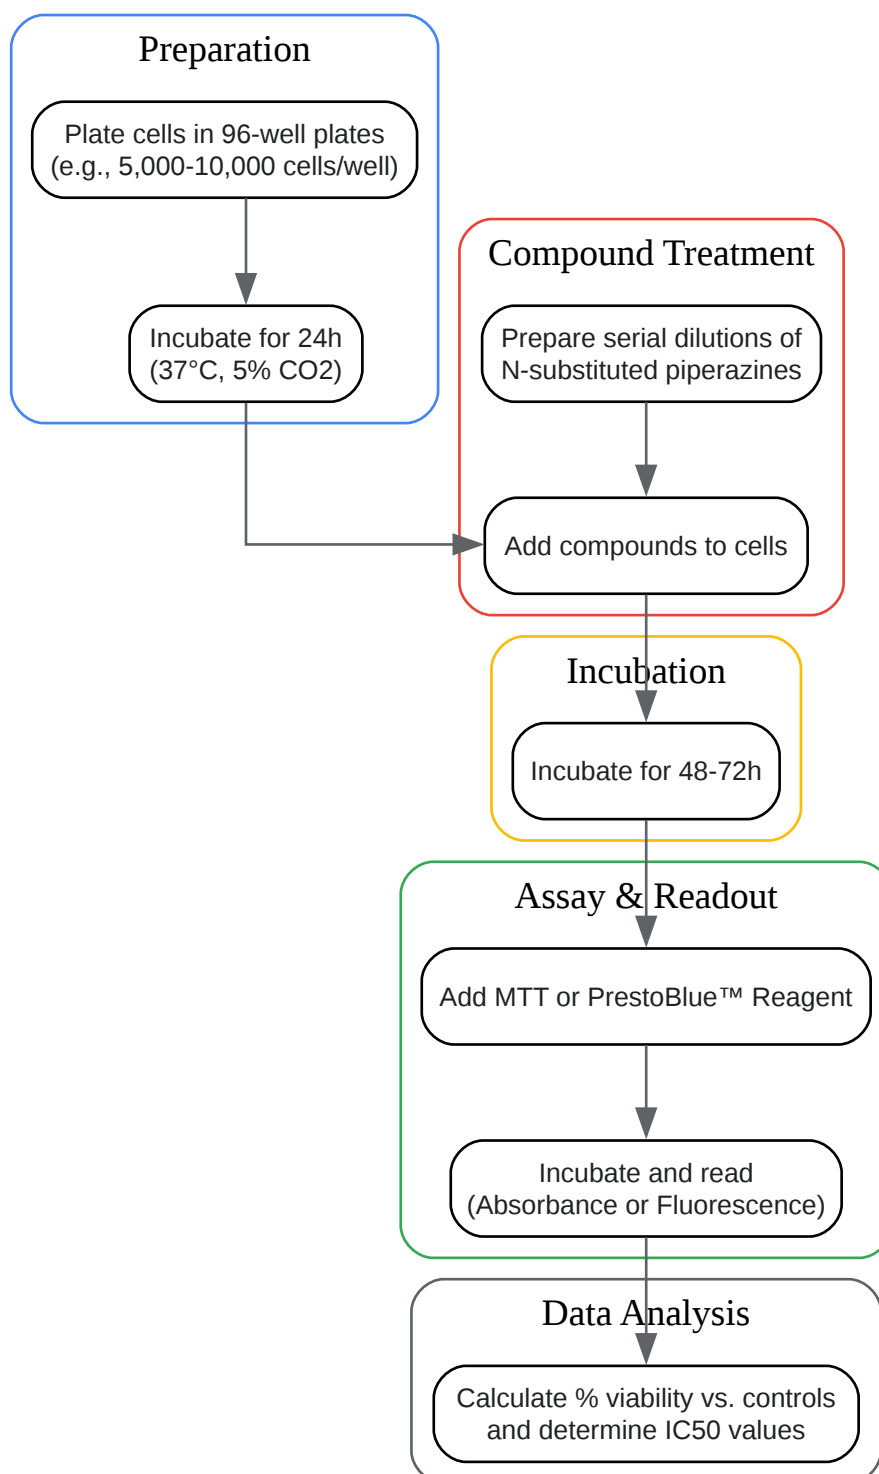 Preparation
Plate cells in 96-well plates
(e.g., 5,000-10,000 cells/well)
Incubate for 24h
(37°C, 5% CO2)
Compound Treatment
Prepare serial dilutions of
N-substituted piperazines
Add compounds to cells
Incubation
Incubate for 48-72h
Assay & Readout
Add MTT or PrestoBlue™ Reagent
Incubate and read
(Absorbance or Fluorescence)
Data Analysis
Calculate % viability vs. controls
and determine IC50 values